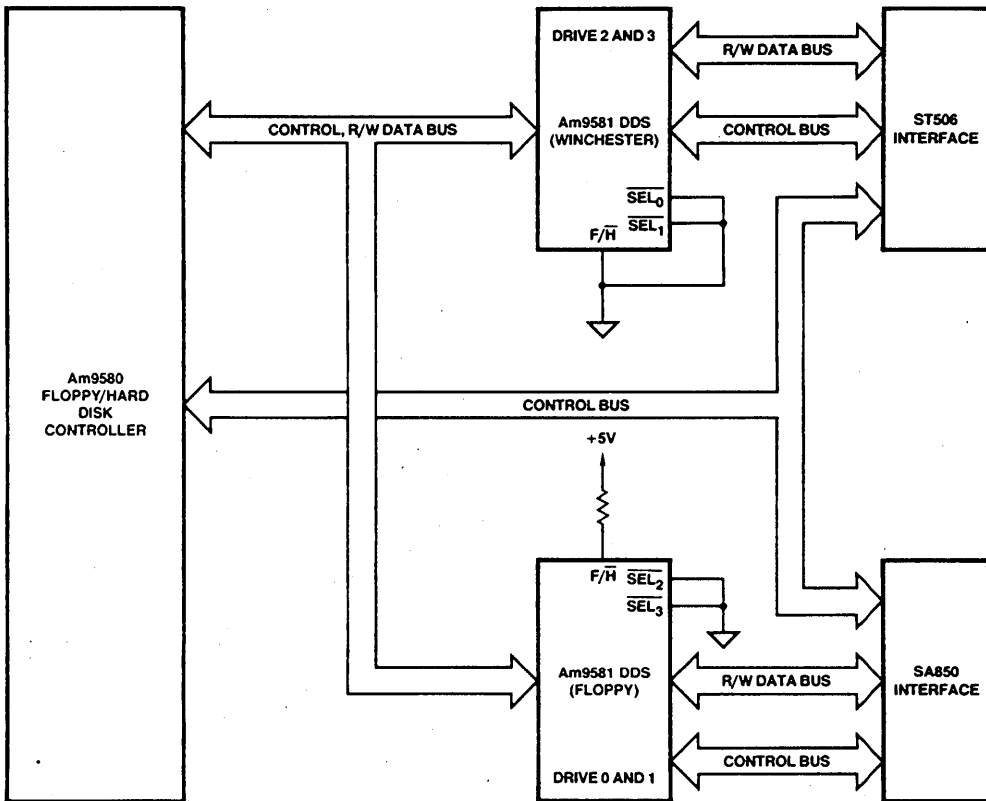 DRIVE 2 AND 3
Am9581 DDS
(WINCHESTER)
SEL0
SEL1
F/H
R/W DATA BUS
CONTROL BUS
ST506
INTERFACE
CONTROL, R/W DATA BUS
Am9580
FLOPPY/HARD
DISK
CONTROLLER
CONTROL BUS
+5V
F/H
SEL2
SEL3
Am9581 DDS
(FLOPPY)
DRIVE 0 AND 1
R/W DATA BUS
CONTROL BUS
SA850
INTERFACE